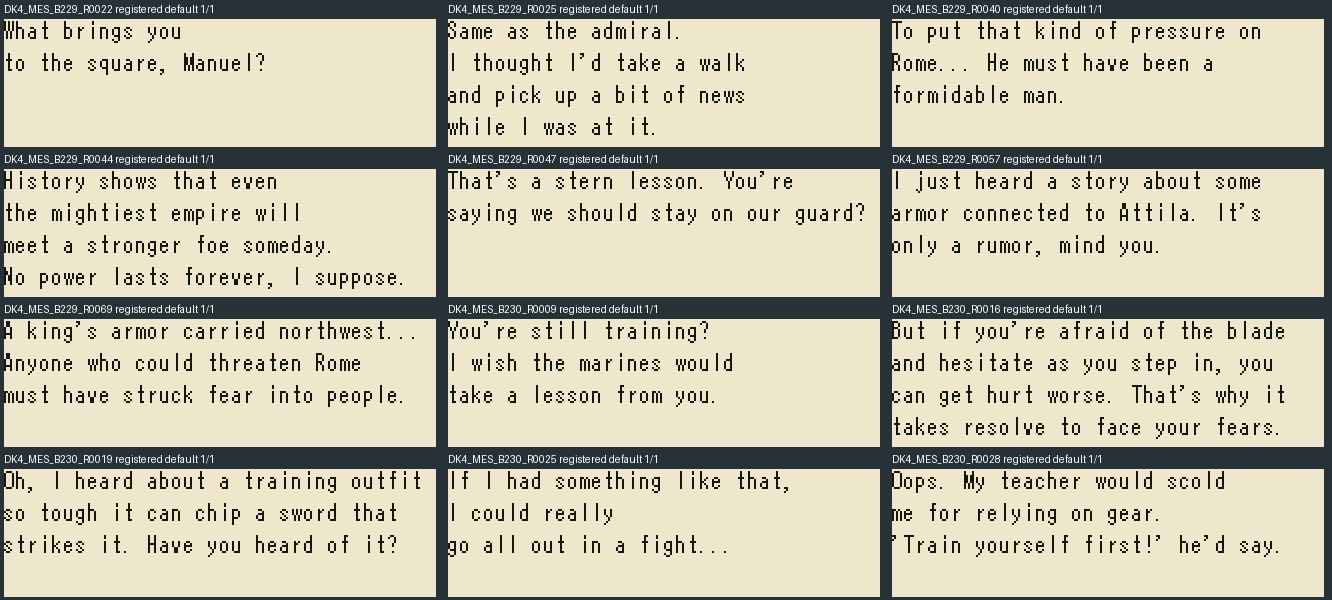 DK4_MES_B229_R0022 registered default 1/1
What brings you
to the square, Manuel?
DK4_MES_B229_R0025 registered default 1/1
Same as the admiral.
I thought I'd take a walk
and pick up a bit of news
while I was at it.
DK4_MES_B229_R0040 registered default 1/1
To put that kind of pressure on
Rome... He must have been a
formidable man.
DK4_MES_B229_R0044 registered default 1/1
History shows that even
the mightiest empire will
meet a stronger foe someday.
No power lasts forever, I suppose.
DK4_MES_B229_R0047 registered default 1/1
That's a stern lesson. You're
saying we should stay on our guard?
DK4_MES_B229_R0057 registered default 1/1
I just heard a story about some
armor connected to Attila. It's
only a rumor, mind you.
DK4_MES_B229_R0069 registered default 1/1
A king's armor carried northwest...
Anyone who could threaten Rome
must have struck fear into people.
DK4_MES_B230_R0009 registered default 1/1
You're still training?
I wish the marines would
take a lesson from you.
DK4_MES_B230_R0016 registered default 1/1
But if you're afraid of the blade
and hesitate as you step in, you
can get hurt worse. That's why it
takes resolve to face your fears.
DK4_MES_B230_R0019 registered default 1/1
Oh, I heard about a training outfit
so tough it can chip a sword that
strikes it. Have you heard of it?
DK4_MES_B230_R0025 registered default 1/1
If I had something like that,
I could really
go all out in a fight...
DK4_MES_B230_R0028 registered default 1/1
Oops. My teacher would scold
me for relying on gear.
'Train yourself first!' he'd say.